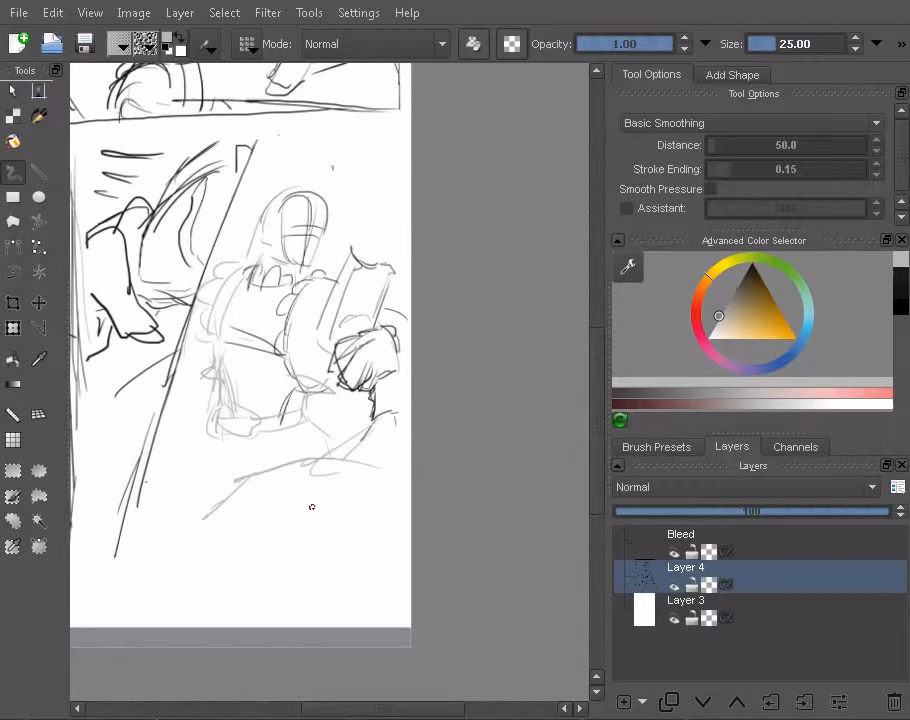 File Edit View Image Layer Select Filter Tools Settings Help
Mode: Normal Opacity: 1.00 Size: 25.00 »
Tools
Tool Options Add Shape
Tool Options
Basic Smoothing
Distance: 50.0
Stroke Ending: 0.15
Smooth Pressure
Assistant: 1000
Advanced Color Selector
Brush Presets Layers Channels
Layers
Normal
100
Bleed
Layer 4
Layer 3